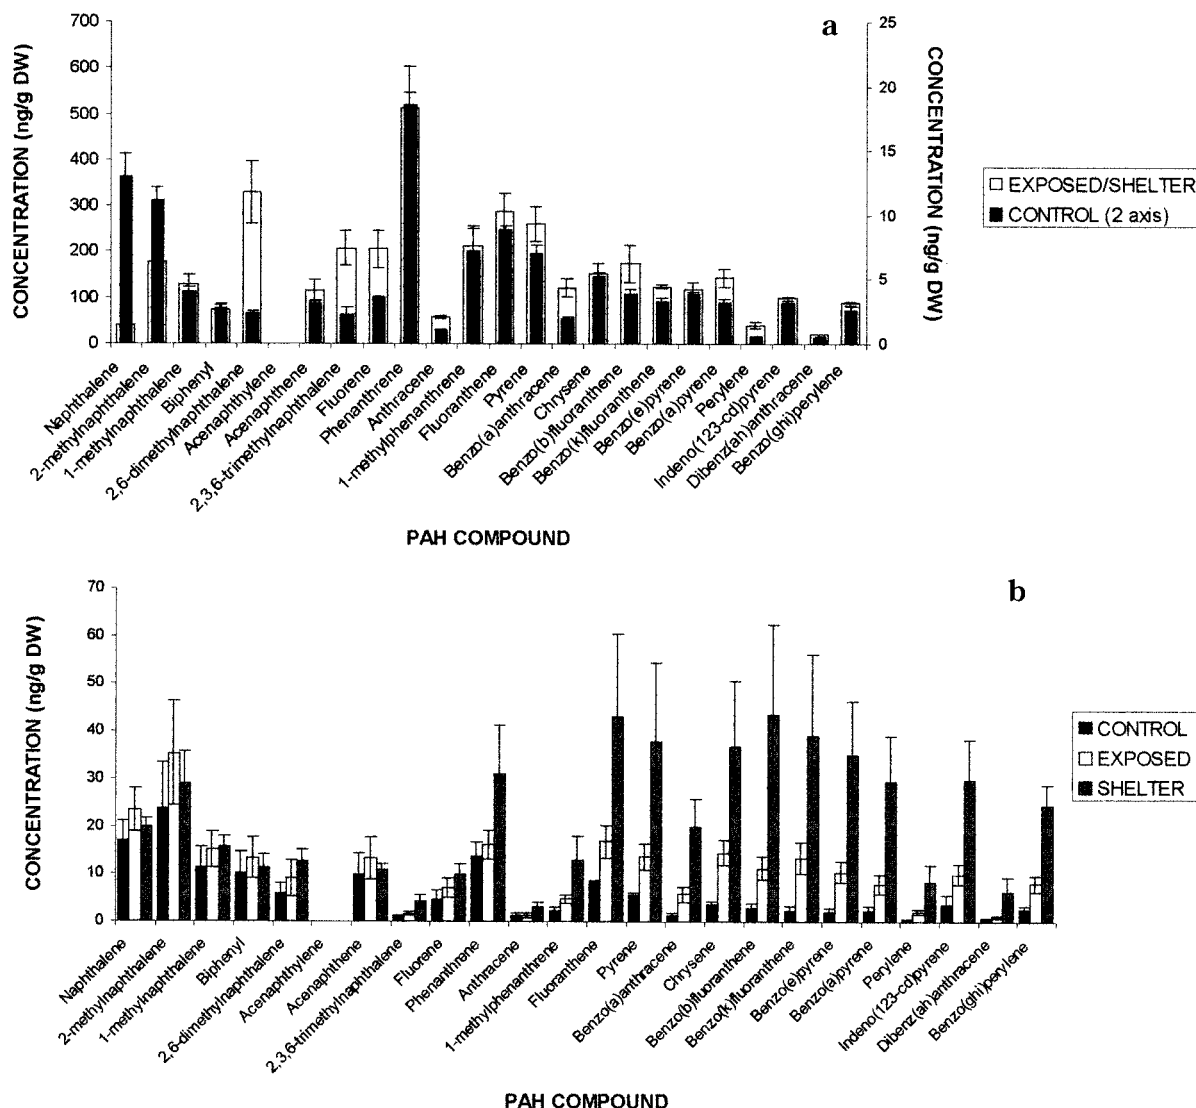 a
CONCENTRATION (ng/g DW)
700
600
500
400
300
200
100
0
25
20
15
10
5
0
CONCENTRATION (ng/g DW)
EXPOSED/SHELTER
CONTROL (2 axis)
Naphthalene
2-methylnaphthalene
1-methylnaphthalene
Biphenyl
2,6-dimethylnaphthalene
Acenaphthylene
Acenaphthene
2,3,6-trimethylnaphthalene
Fluorene
Phenanthrene
Anthracene
1-methylphenanthrene
Fluoranthene
Pyrene
Benzo(a)anthracene
Chrysene
Benzo(b)fluoranthene
Benzo(k)fluoranthene
Benzo(e)pyrene
Benzo(a)pyrene
Perylene
Indeno(123-cd)pyrene
Dibenz(ah)anthracene
Benzo(ghi)perylene
PAH COMPOUND
b
CONCENTRATION (ng/g DW)
70
60
50
40
30
20
10
0
CONTROL
EXPOSED
SHELTER
Naphthalene
2-methylnaphthalene
1-methylnaphthalene
Biphenyl
2,6-dimethylnaphthalene
Acenaphthylene
Acenaphthene
2,3,6-trimethylnaphthalene
Fluorene
Phenanthrene
Anthracene
1-methylphenanthrene
Fluoranthene
Pyrene
Benzo(a)anthracene
Chrysene
Benzo(b)fluoranthene
Benzo(k)fluoranthene
Benzo(e)pyrene
Benzo(a)pyrene
Perylene
Indeno(123-cd)pyrene
Dibenz(ah)anthracene
Benzo(ghi)perylene
PAH COMPOUND